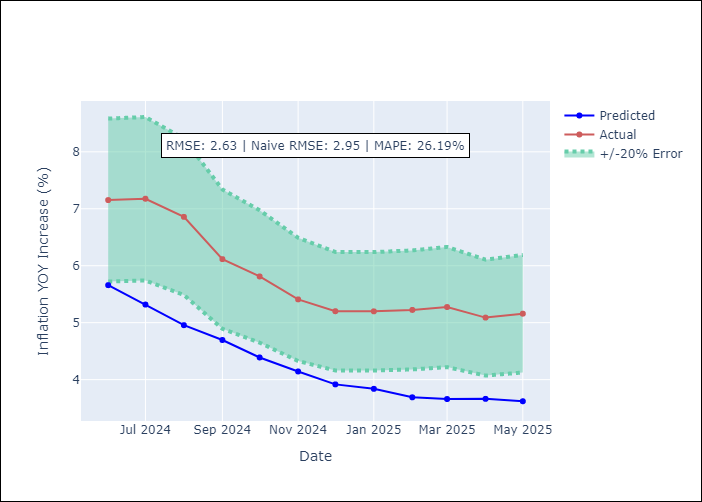 RMSE: 2.63 | Naive RMSE: 2.95 | MAPE: 26.19%
Predicted
Actual
+/-20% Error
Inflation YOY Increase (%)
8
7
6
5
4
Jul 2024
Sep 2024
Nov 2024
Jan 2025
Mar 2025
May 2025
Date